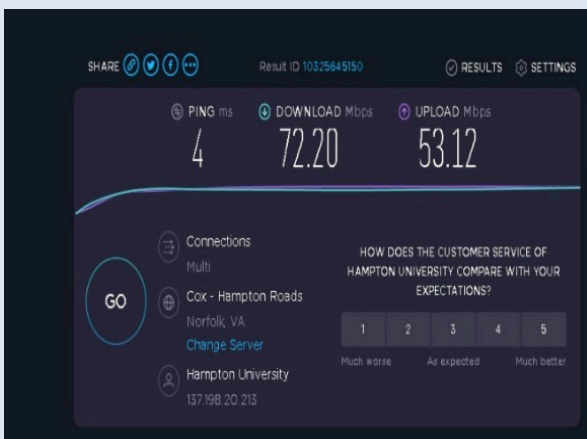 SHARE Result ID 10325645150 RESULTS SETTINGS
PING ms DOWNLOAD Mbps UPLOAD Mbps
4 72.20 53.12
Connections
Multi
Cox - Hampton Roads
Norfolk, VA
Change Server
Hampton University
137.198.20.213
GO
HOW DOES THE CUSTOMER SERVICE OF
HAMPTON UNIVERSITY COMPARE WITH YOUR
EXPECTATIONS?
1 2 3 4 5
Much worse As expected Much better